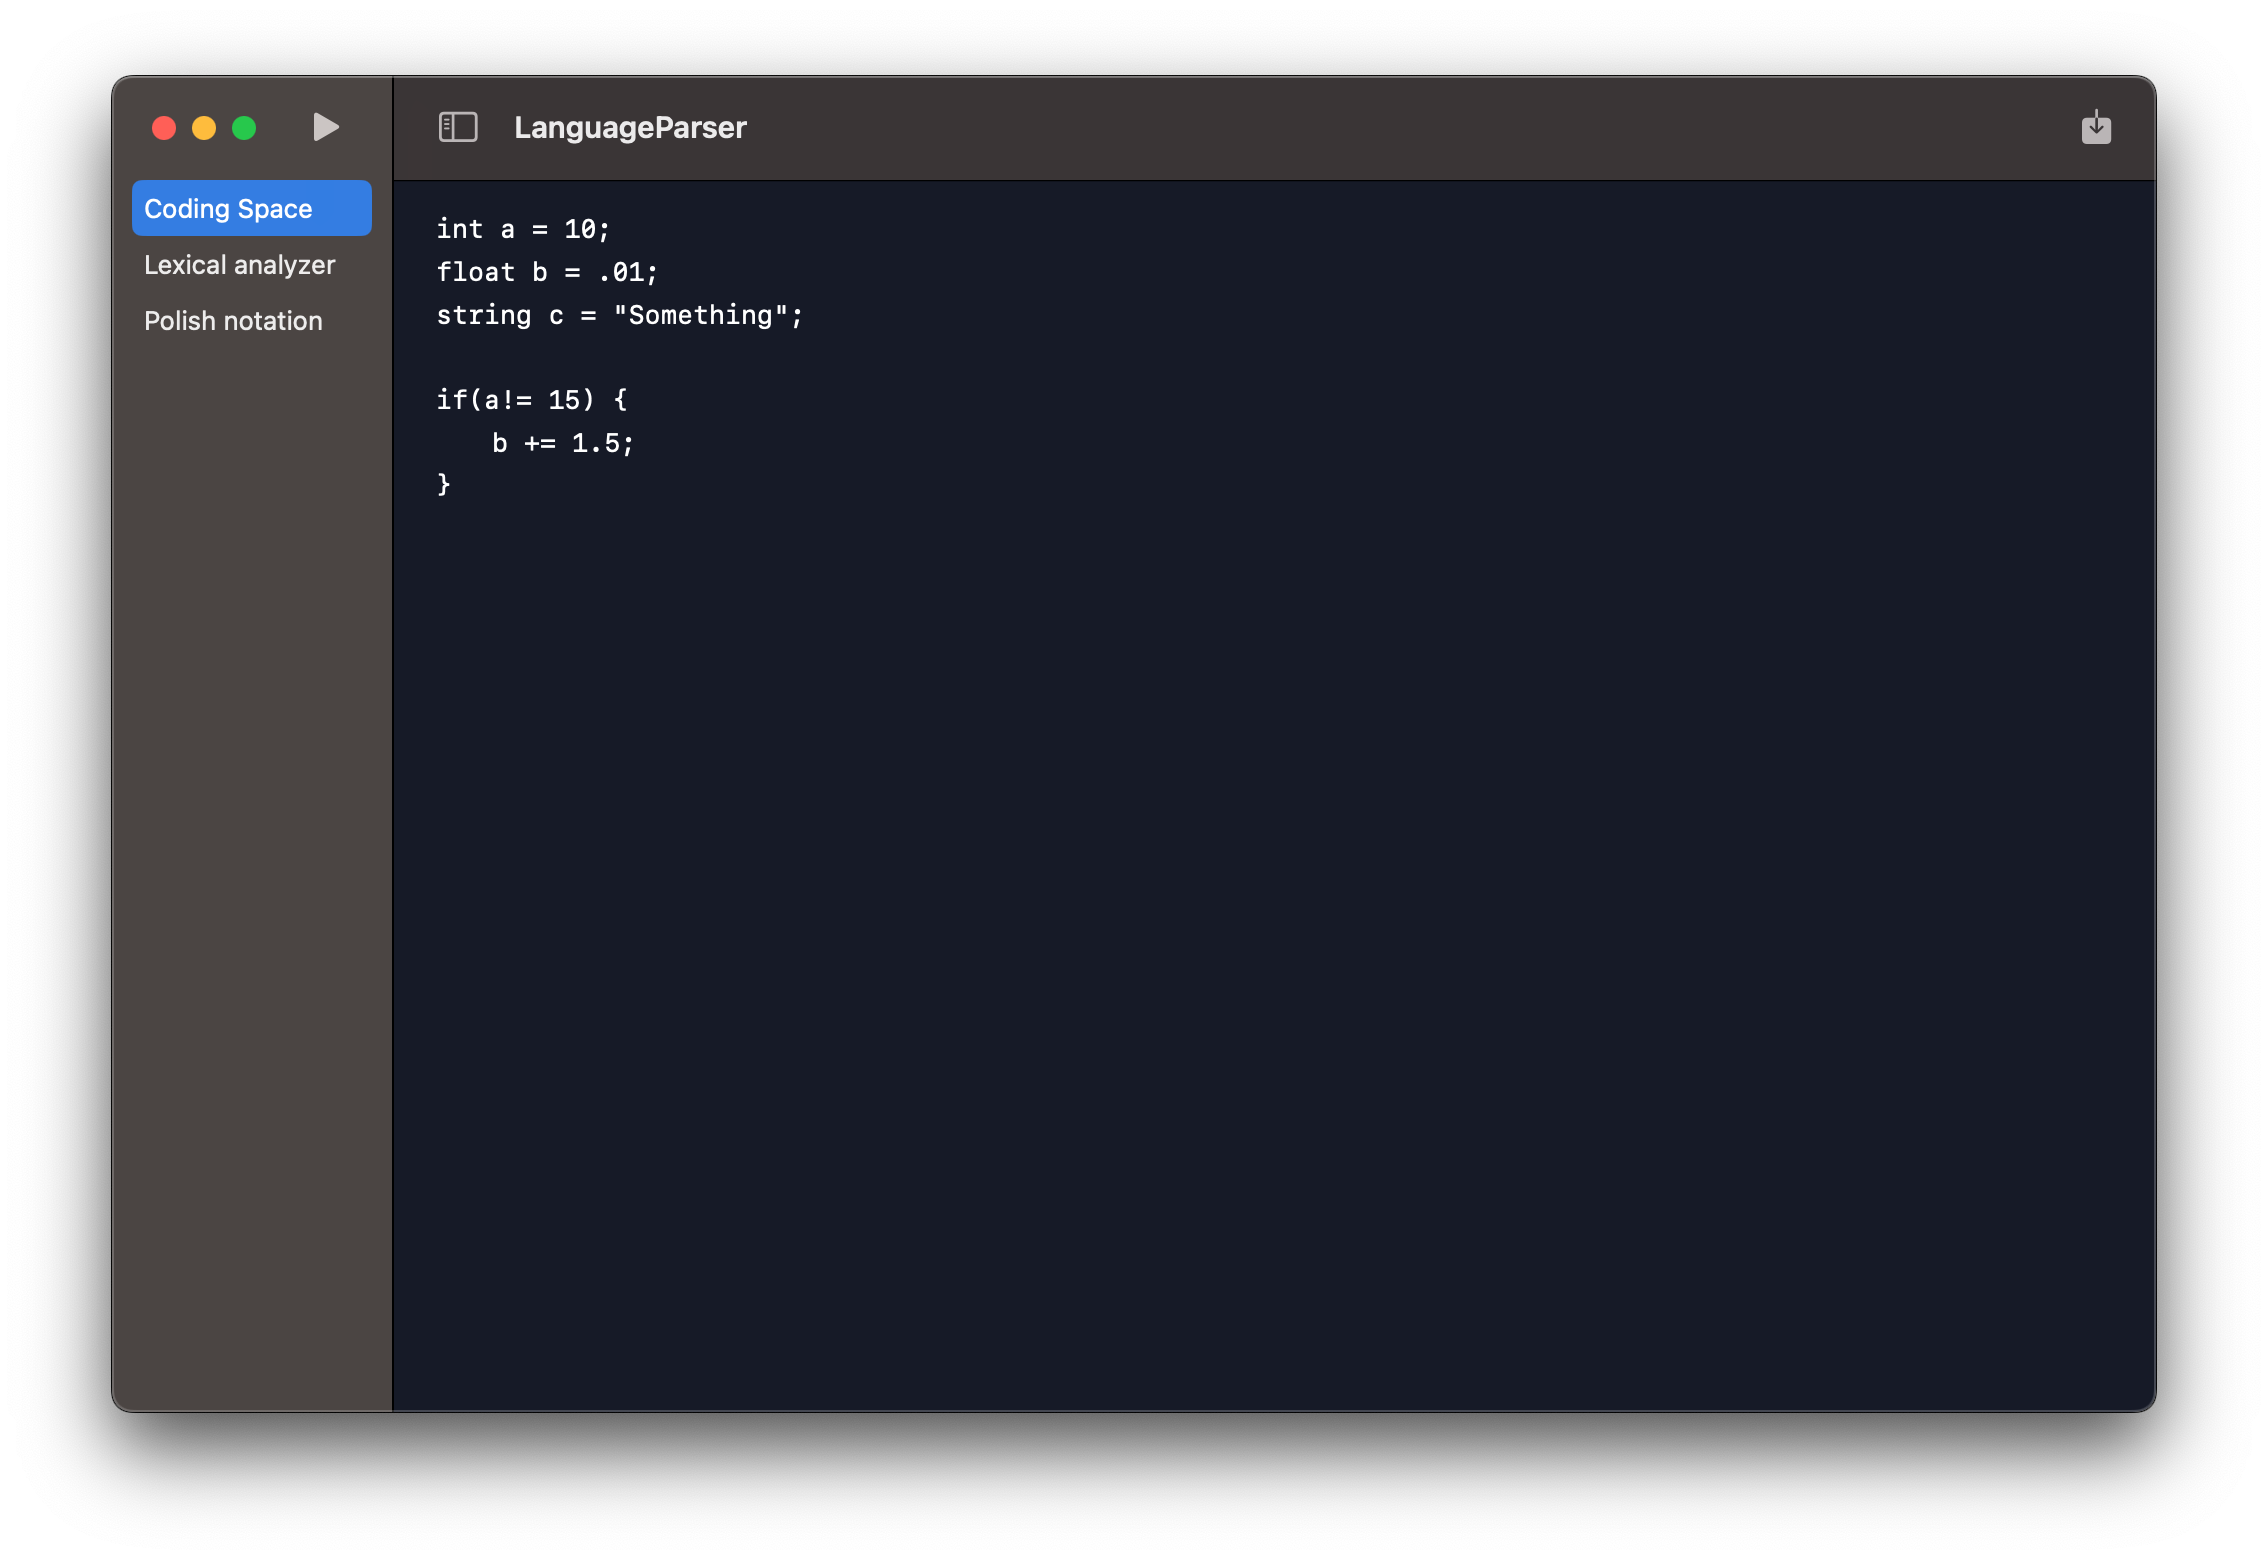 LanguageParser
Coding Space
Lexical analyzer
Polish notation
int a = 10;
float b = .01;
string c = "Something";
if(a!= 15) {
b += 1.5;
}